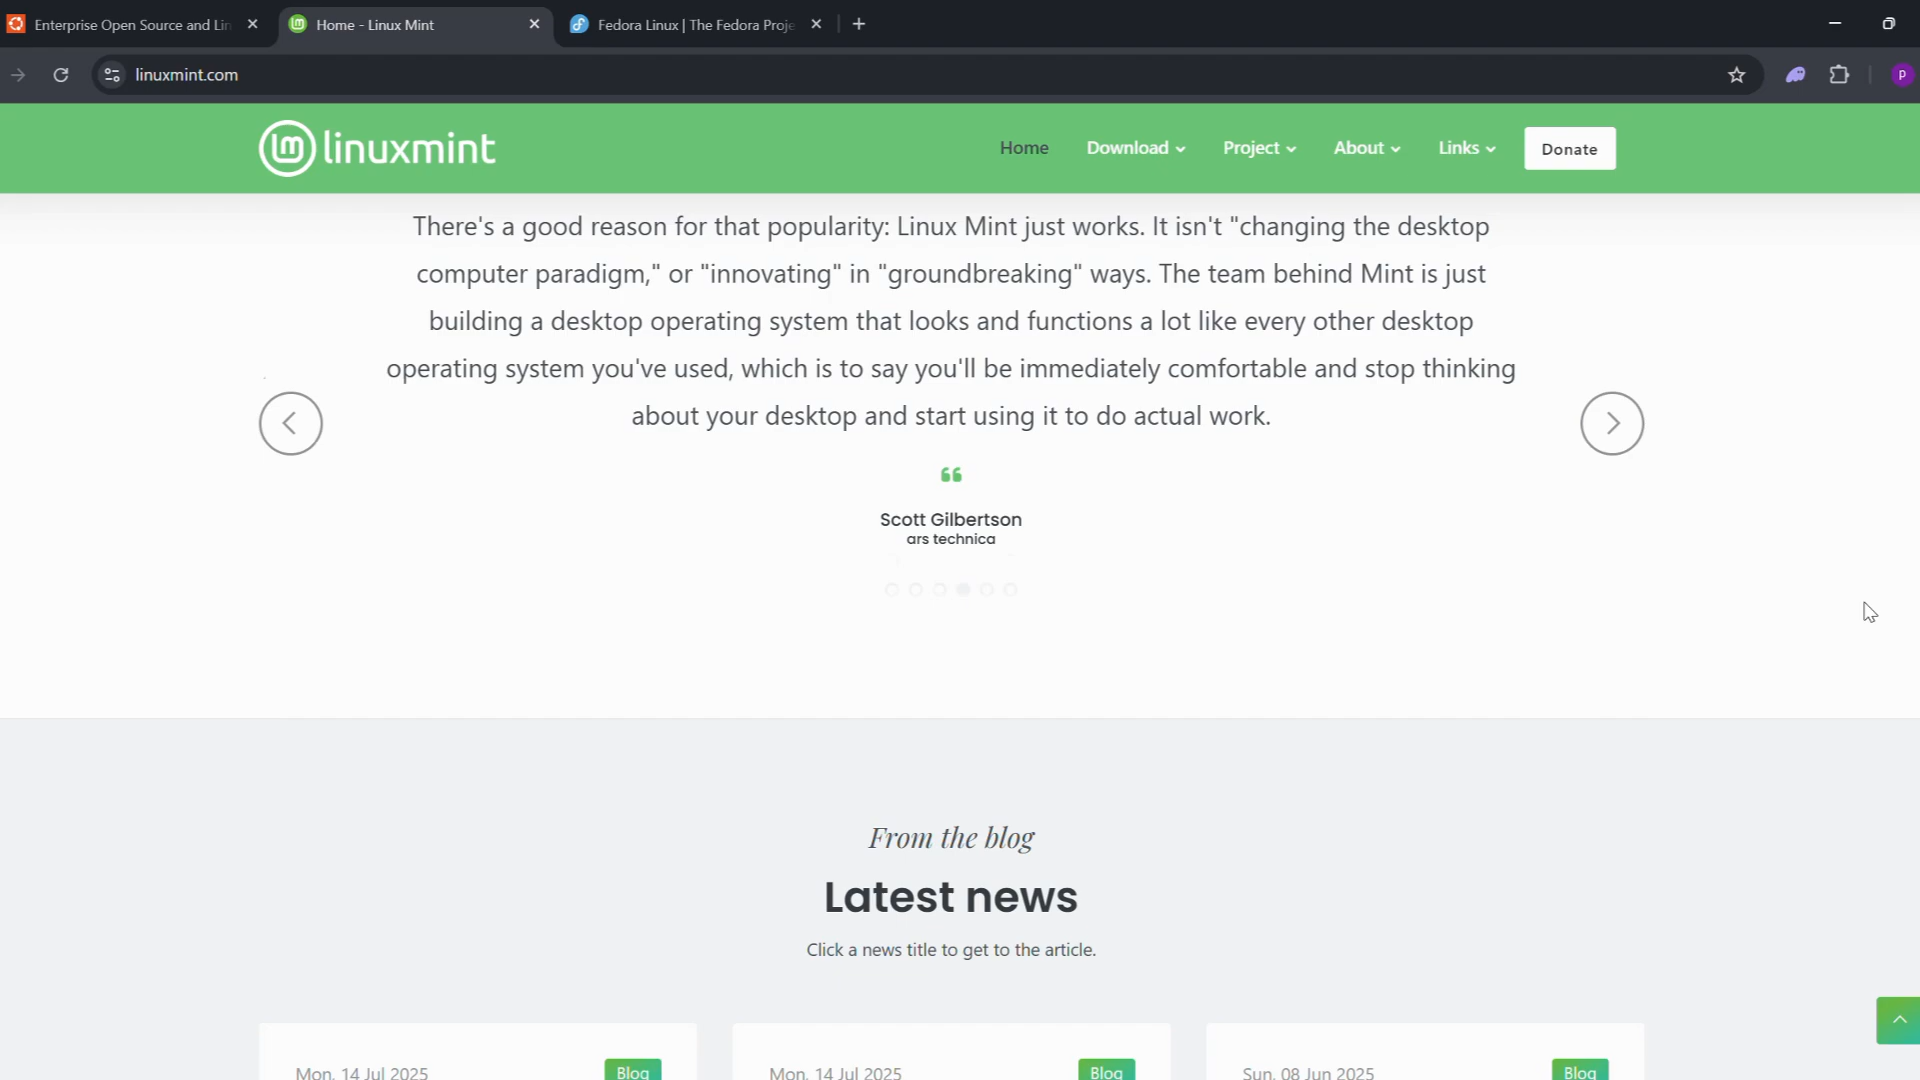 Enterprise Open Source and Lin
Home - Linux Mint
Fedora Linux | The Fedora Proje
linuxmint.com
P
linuxmint
Home
Download
Project
About
Links
Donate
There's a good reason for that popularity: Linux Mint just works. It isn't "changing the desktop
computer paradigm," or "innovating" in "groundbreaking" ways. The team behind Mint is just
building a desktop operating system that looks and functions a lot like every other desktop
operating system you've used, which is to say you'll be immediately comfortable and stop thinking
about your desktop and start using it to do actual work.
Scott Gilbertson
ars technica
From the blog
Latest news
Click a news title to get to the article.
Mon, 14 Jul 2025
Blog
Mon, 14 Jul 2025
Blog
Sun, 08 Jun 2025
Blog